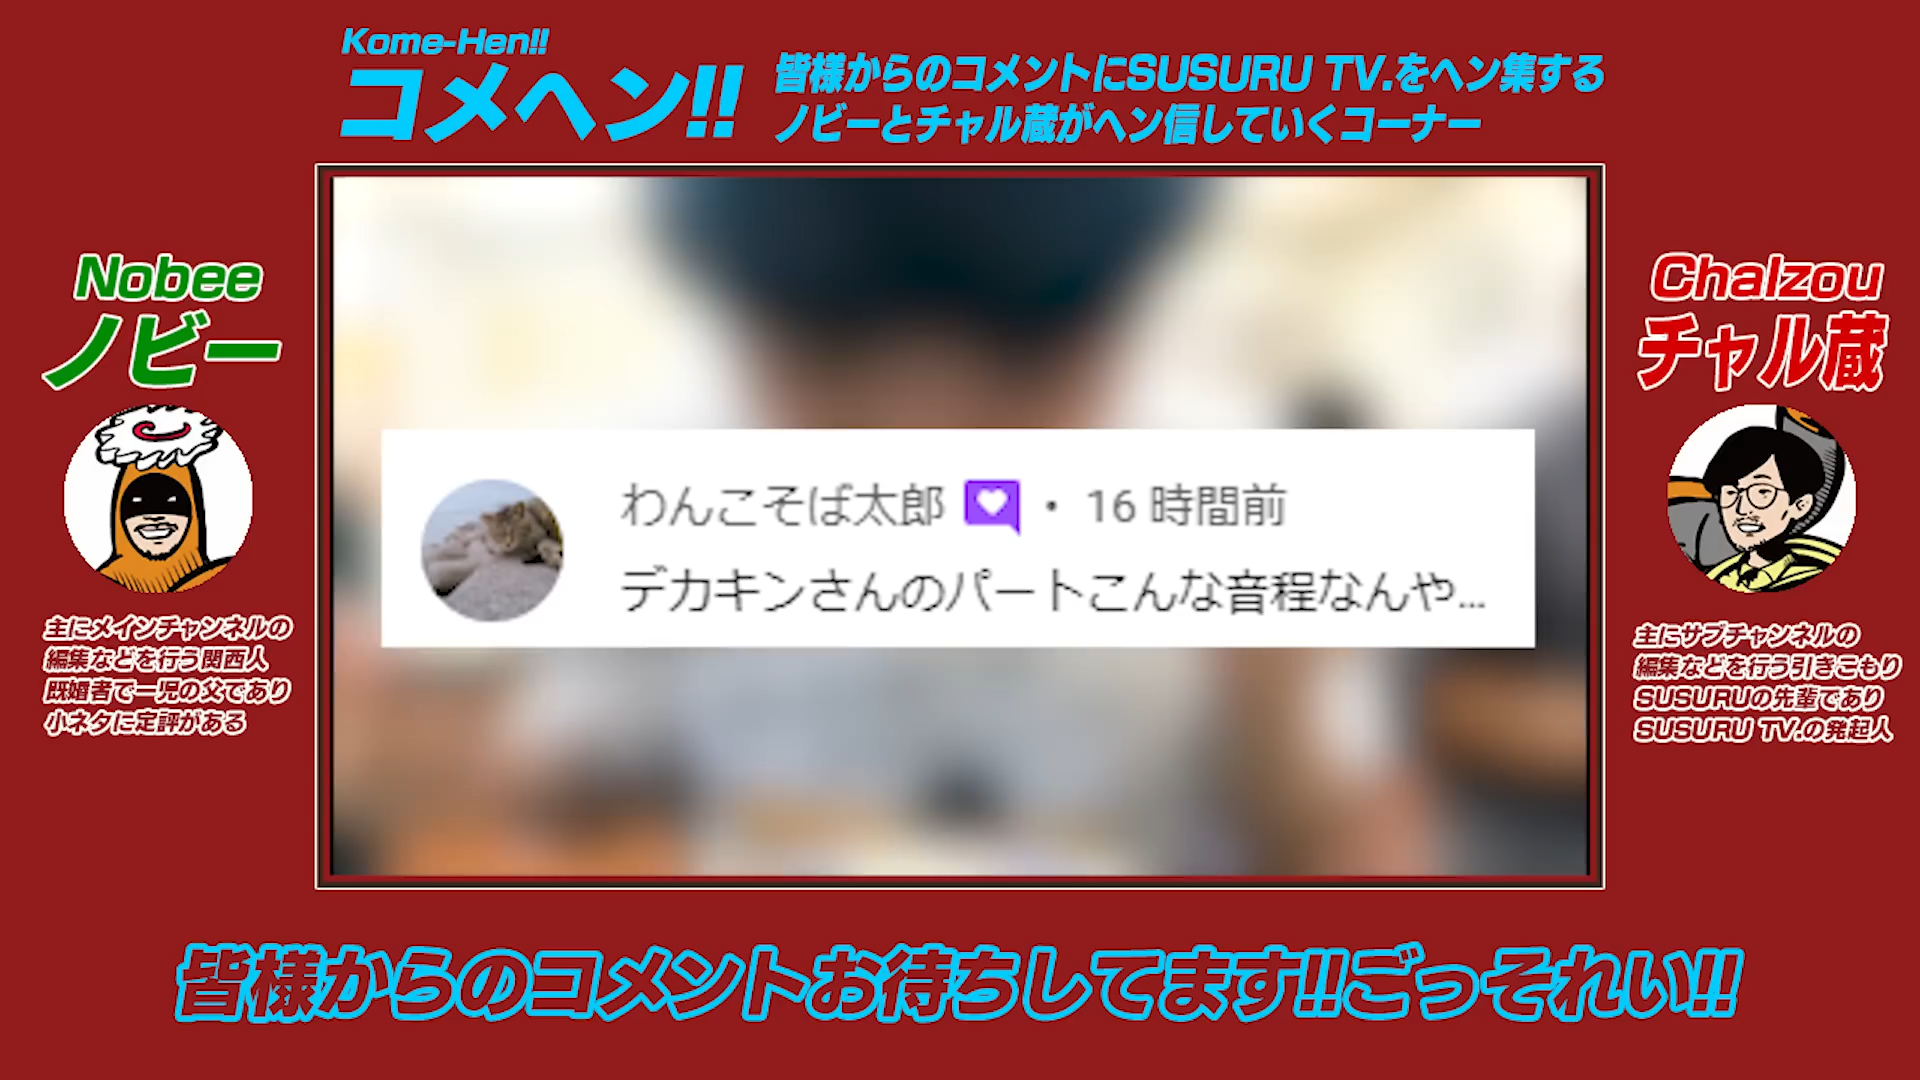 Kome-Hen!!
コメヘン!!
皆様からのコメントにSUSURU TV.をヘン集する
ノビーとチャル蔵がヘン信していくコーナー
Nobee
ノビー
主にメインチャンネルの
編集などを行う関西人
既婚者で一児の父であり
小ネタに定評がある
わんこそば太郎 ・ 16 時間前
デカキンさんのパートこんな音程なんや...
Chalzou
チャル蔵
主にサブチャンネルの
編集などを行う引きこもり
SUSURUの先輩であり
SUSURU TV.の発起人
皆様からのコメントお待ちしてます!!ごっそれい!!